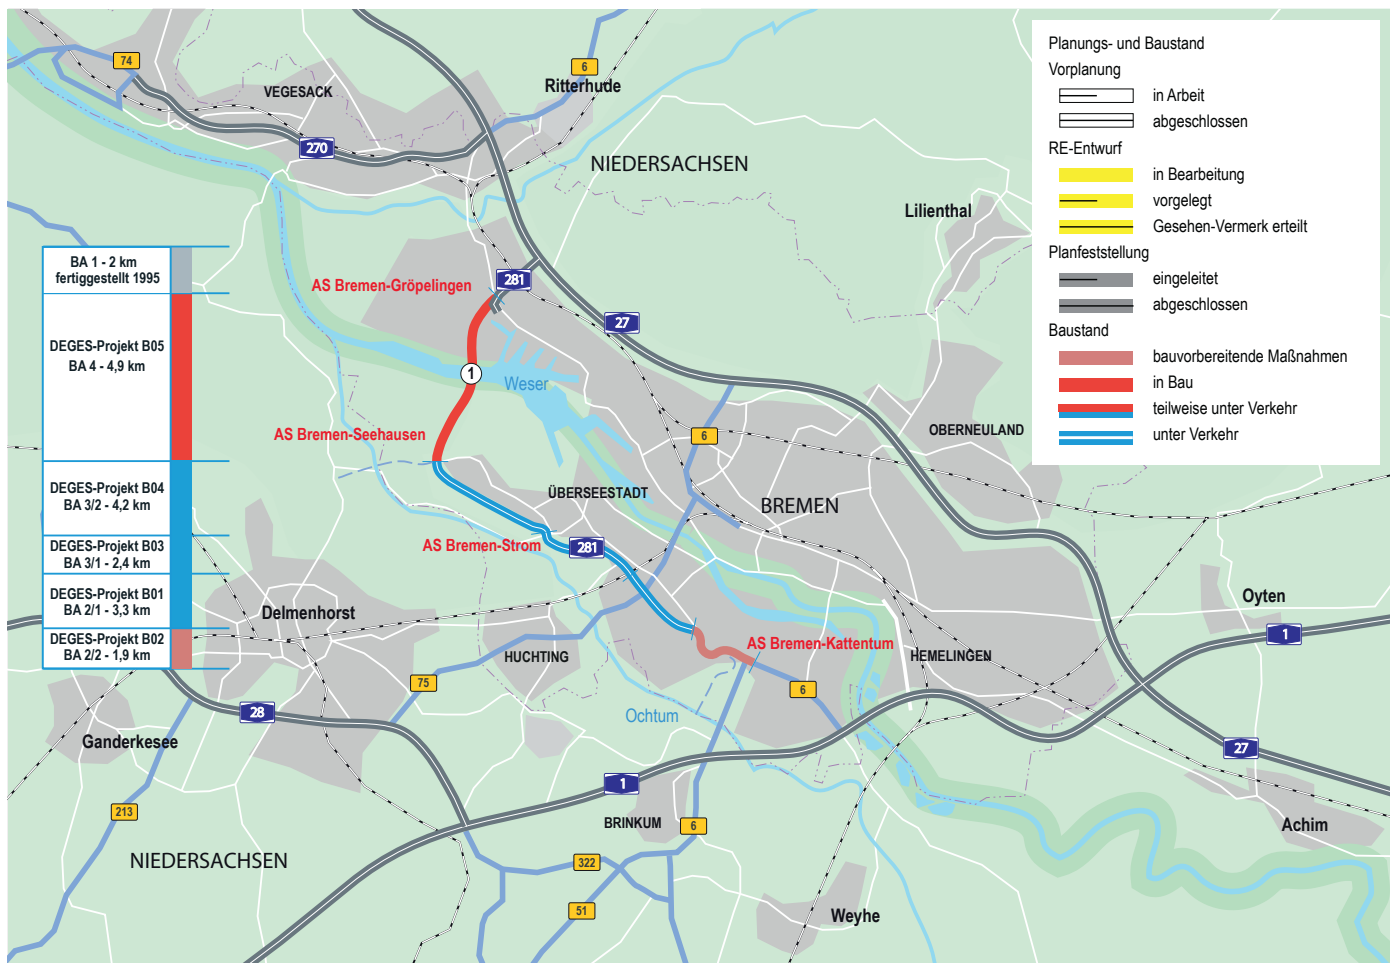 Planungs- und Baustand
Vorplanung
in Arbeit
abgeschlossen
RE-Entwurf
in Bearbeitung
vorgelegt
Gesehen-Vermerk erteilt
Planfeststellung
eingeleitet
abgeschlossen
Baustand
bauvorbereitende Maßnahmen
in Bau
teilweise unter Verkehr
unter Verkehr
BA 1 - 2 km
fertiggestellt 1995
DEGES-Projekt B05
BA 4 - 4,9 km
DEGES-Projekt B04
BA 3/2 - 4,2 km
DEGES-Projekt B03
BA 3/1 - 2,4 km
DEGES-Projekt B01
BA 2/1 - 3,3 km
DEGES-Projekt B02
BA 2/2 - 1,9 km
74
6
VEGESACK
Ritterhude
270
NIEDERSACHSEN
Lilienthal
AS Bremen-Gröpelingen
281
27
1
Weser
AS Bremen-Seehausen
6
OBERNEULAND
ÜBERSEESTADT
BREMEN
AS Bremen-Strom
281
Delmenhorst
Oyten
1
AS Bremen-Kattentum
HUCHTING
HEMELINGEN
75
6
28
Ochtum
Ganderkesee
27
1
213
BRINKUM
6
Achim
NIEDERSACHSEN
322
51
Weyhe